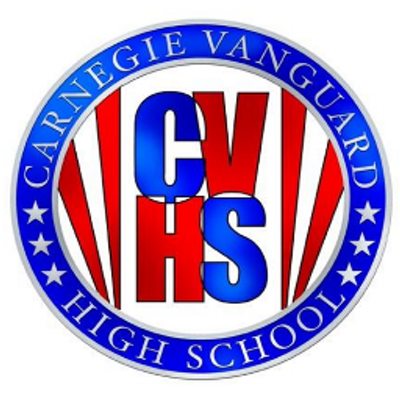 CARNEGIE VANGUARD
CV
HS
HIGH SCHOOL